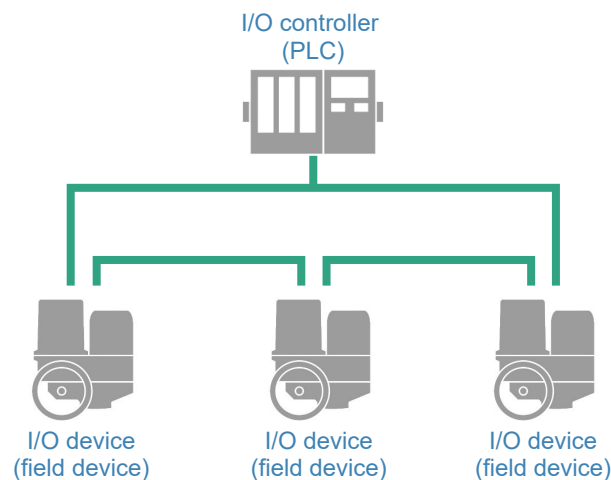 I/O controller
(PLC)
I/O device
(field device)
I/O device
(field device)
I/O device
(field device)